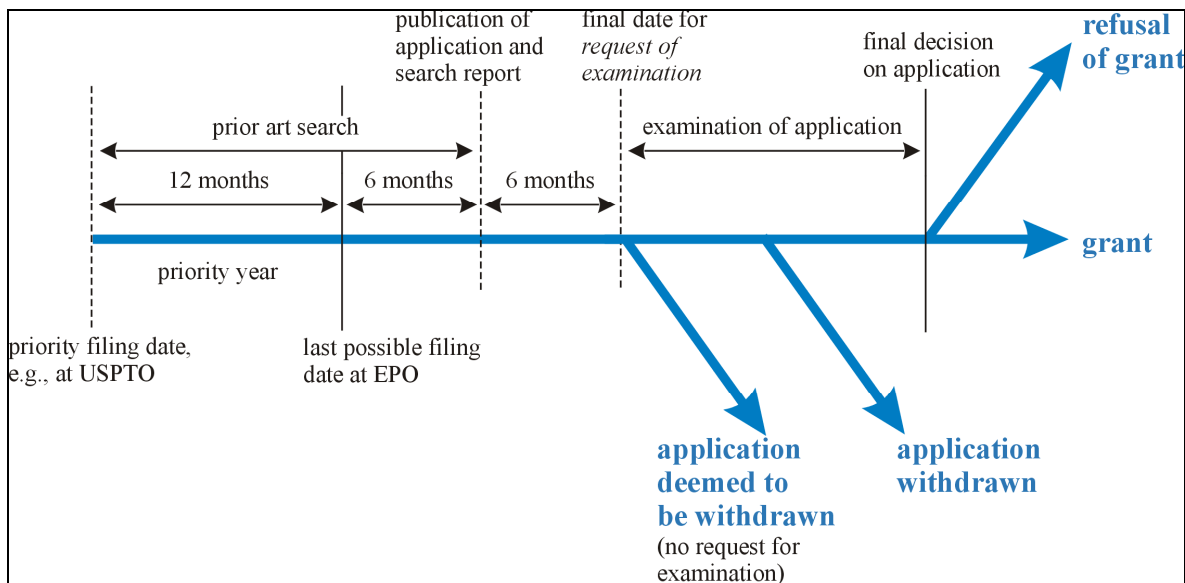 publication of
application and
search report
final date for
request of
examination
final decision
on application
refusal
of grant
prior art search
examination of application
12 months
6 months
6 months
grant
priority year
priority filing date,
e.g., at USPTO
last possible filing
date at EPO
application
deemed to
be withdrawn
(no request for
examination)
application
withdrawn